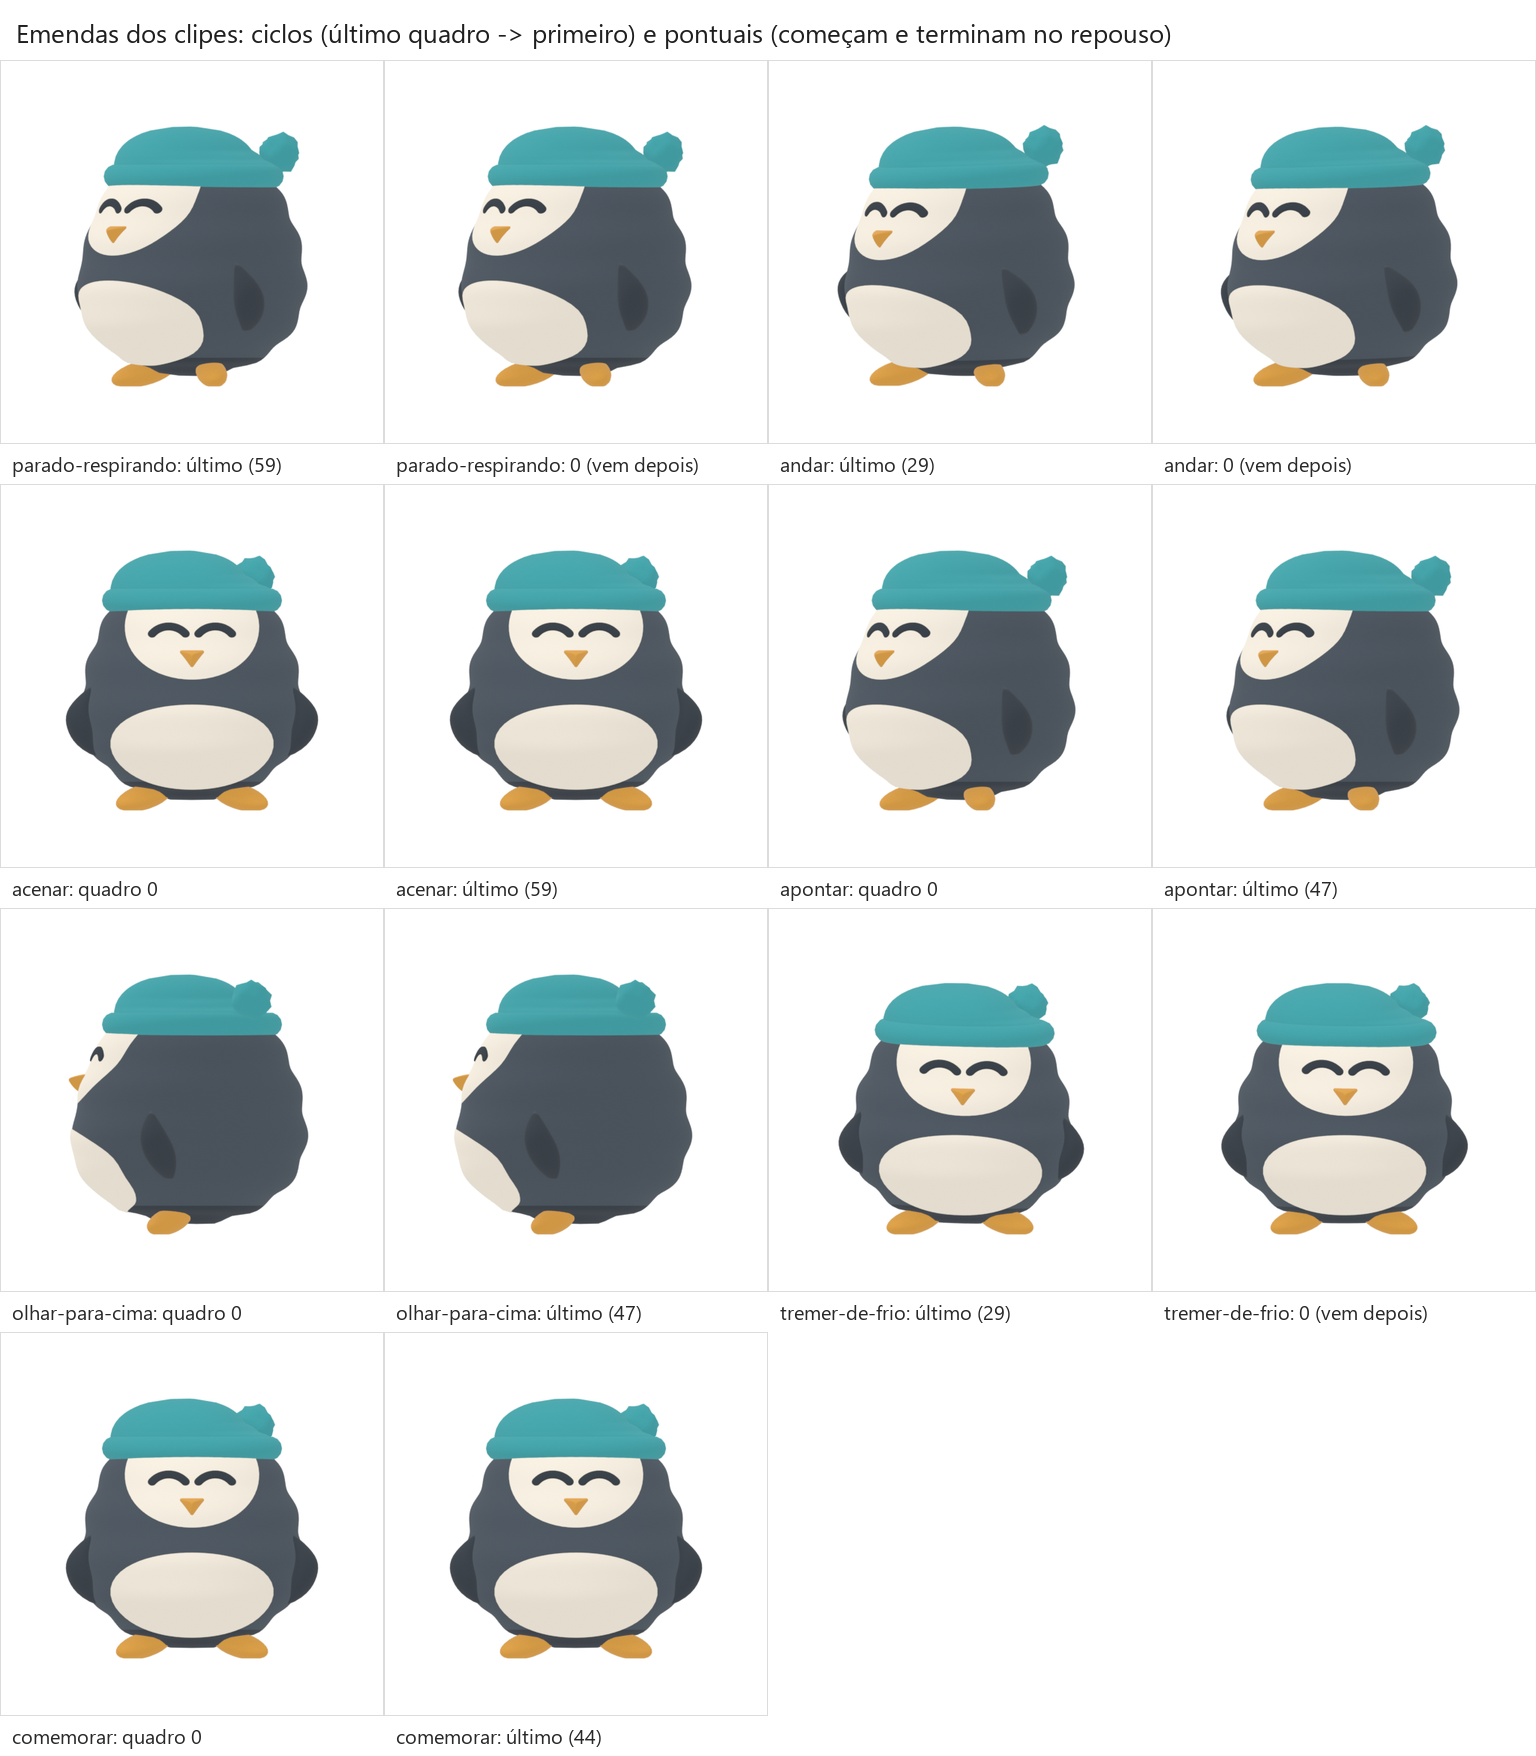 Emendas dos clipes: ciclos (último quadro -> primeiro) e pontuais (começam e terminam no repouso)
parado-respirando: último (59)
parado-respirando: 0 (vem depois)
andar: último (29)
andar: 0 (vem depois)
acenar: quadro 0
acenar: último (59)
apontar: quadro 0
apontar: último (47)
olhar-para-cima: quadro 0
olhar-para-cima: último (47)
tremer-de-frio: último (29)
tremer-de-frio: 0 (vem depois)
comemorar: quadro 0
comemorar: último (44)